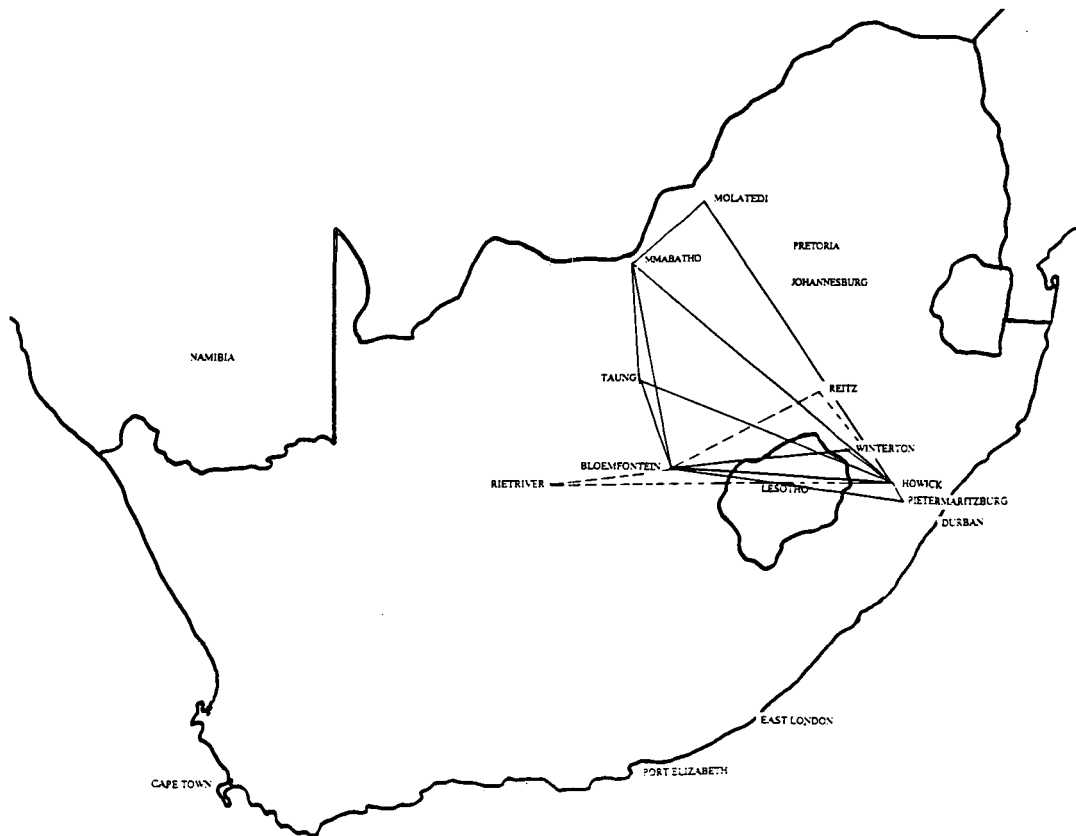 MOLATEDI
PRETORIA
MMABATHO
JOHANNESBURG
NAMIBIA
TAUNG
REITZ
WINTERTON
BLOEMFONTEIN
RIETRIVER
LESOTHO
HOWICK
PIETERMARITZBURG
DURBAN
EAST LONDON
PORT ELIZABETH
CAPE TOWN